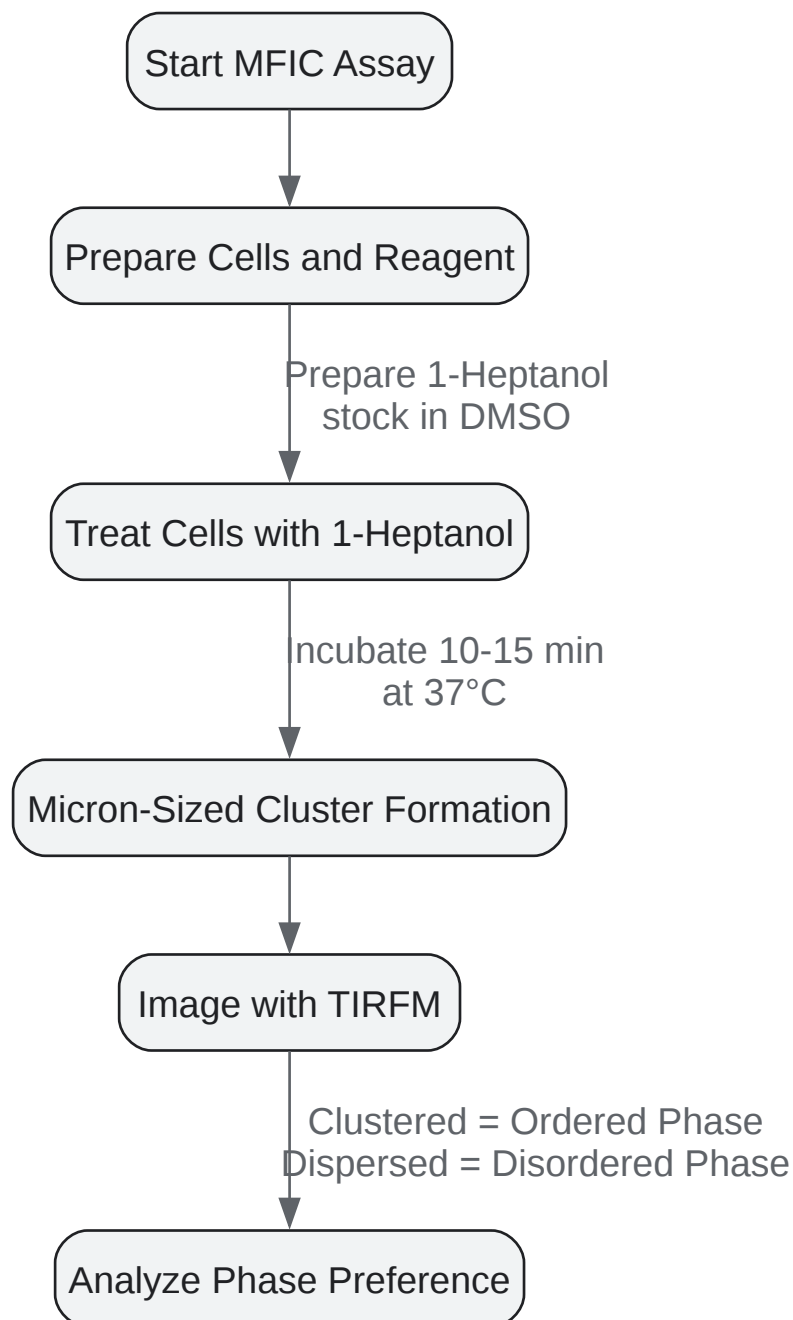 Start MFIC Assay
Prepare Cells and Reagent
Prepare 1-Heptanol
stock in DMSO
Treat Cells with 1-Heptanol
Incubate 10-15 min
at 37°C
Micron-Sized Cluster Formation
Image with TIRFM
Clustered = Ordered Phase
Dispersed = Disordered Phase
Analyze Phase Preference